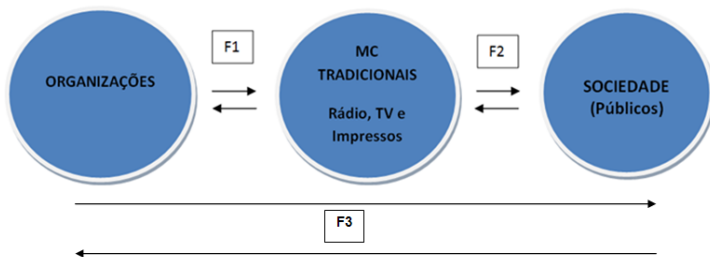 F1
F2
ORGANIZAÇÕES
MC
TRADICIONAIS
Rádio, TV e
Impressos
SOCIEDADE
(Públicos)
F3